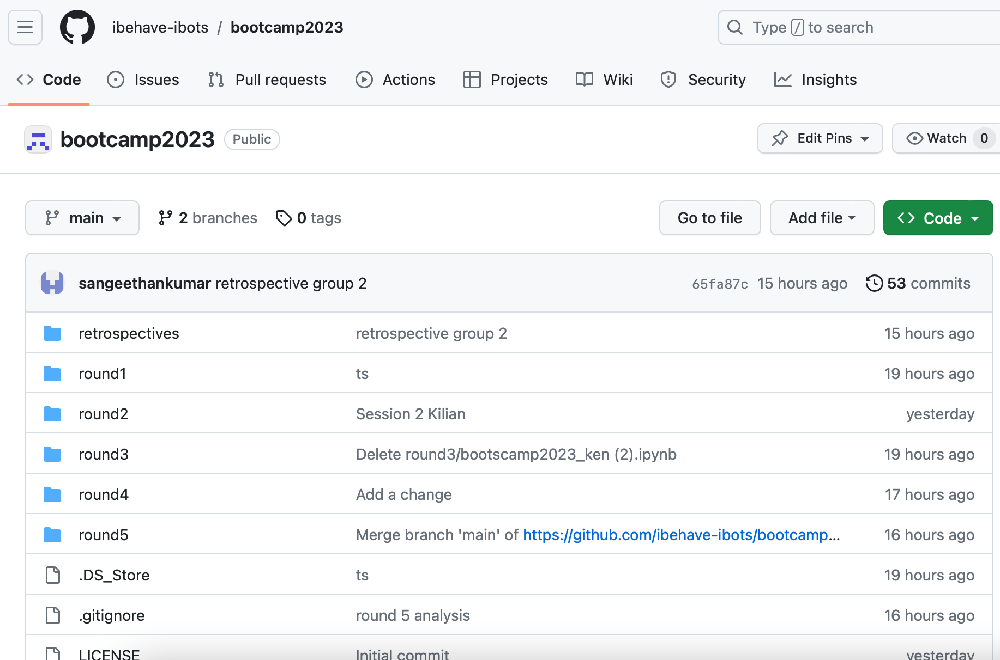 ibehave-ibots / bootcamp2023
Type / to search
Code Issues Pull requests Actions Projects Wiki Security Insights
bootcamp2023 Public
Edit Pins Watch 0
main 2 branches 0 tags
Go to file Add file Code
sangeethankumar retrospective group 2 65fa87c 15 hours ago 53 commits
retrospectives retrospective group 2 15 hours ago
round1 ts 19 hours ago
round2 Session 2 Kilian yesterday
round3 Delete round3/bootscamp2023_ken (2).ipynb 19 hours ago
round4 Add a change 17 hours ago
round5 Merge branch 'main' of https://github.com/ibehave-ibots/bootcamp... 16 hours ago
.DS_Store ts 19 hours ago
.gitignore round 5 analysis 16 hours ago
LICENSE Initial commit yesterday